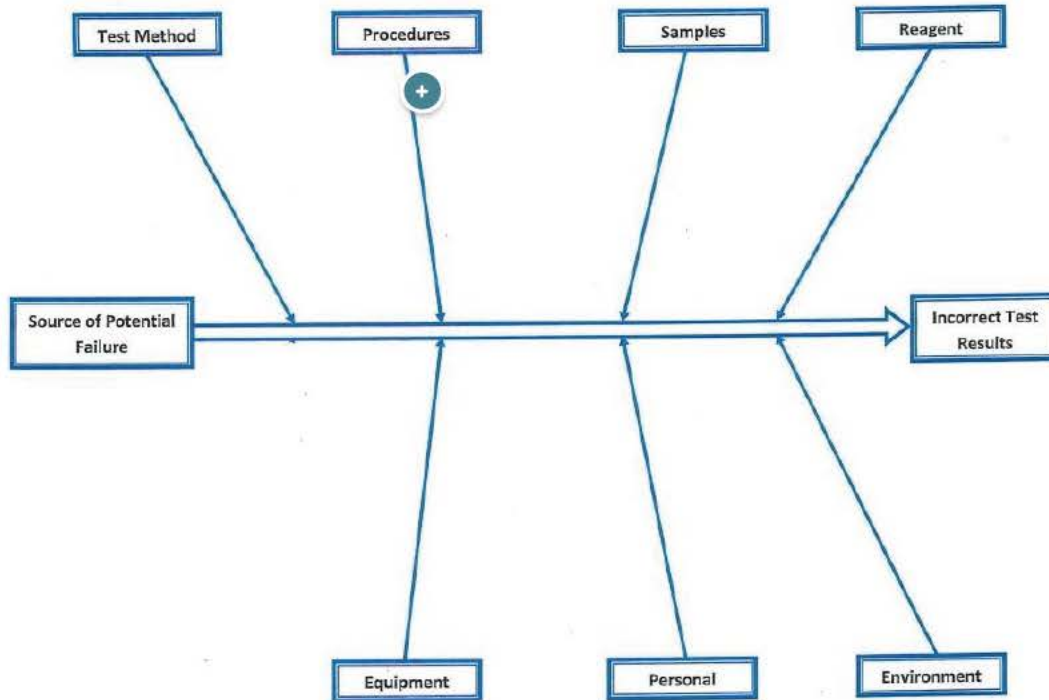 Test Method
Procedures
Samples
Reagent
+
Source of Potential
Failure
Incorrect Test
Results
Equipment
Personal
Environment